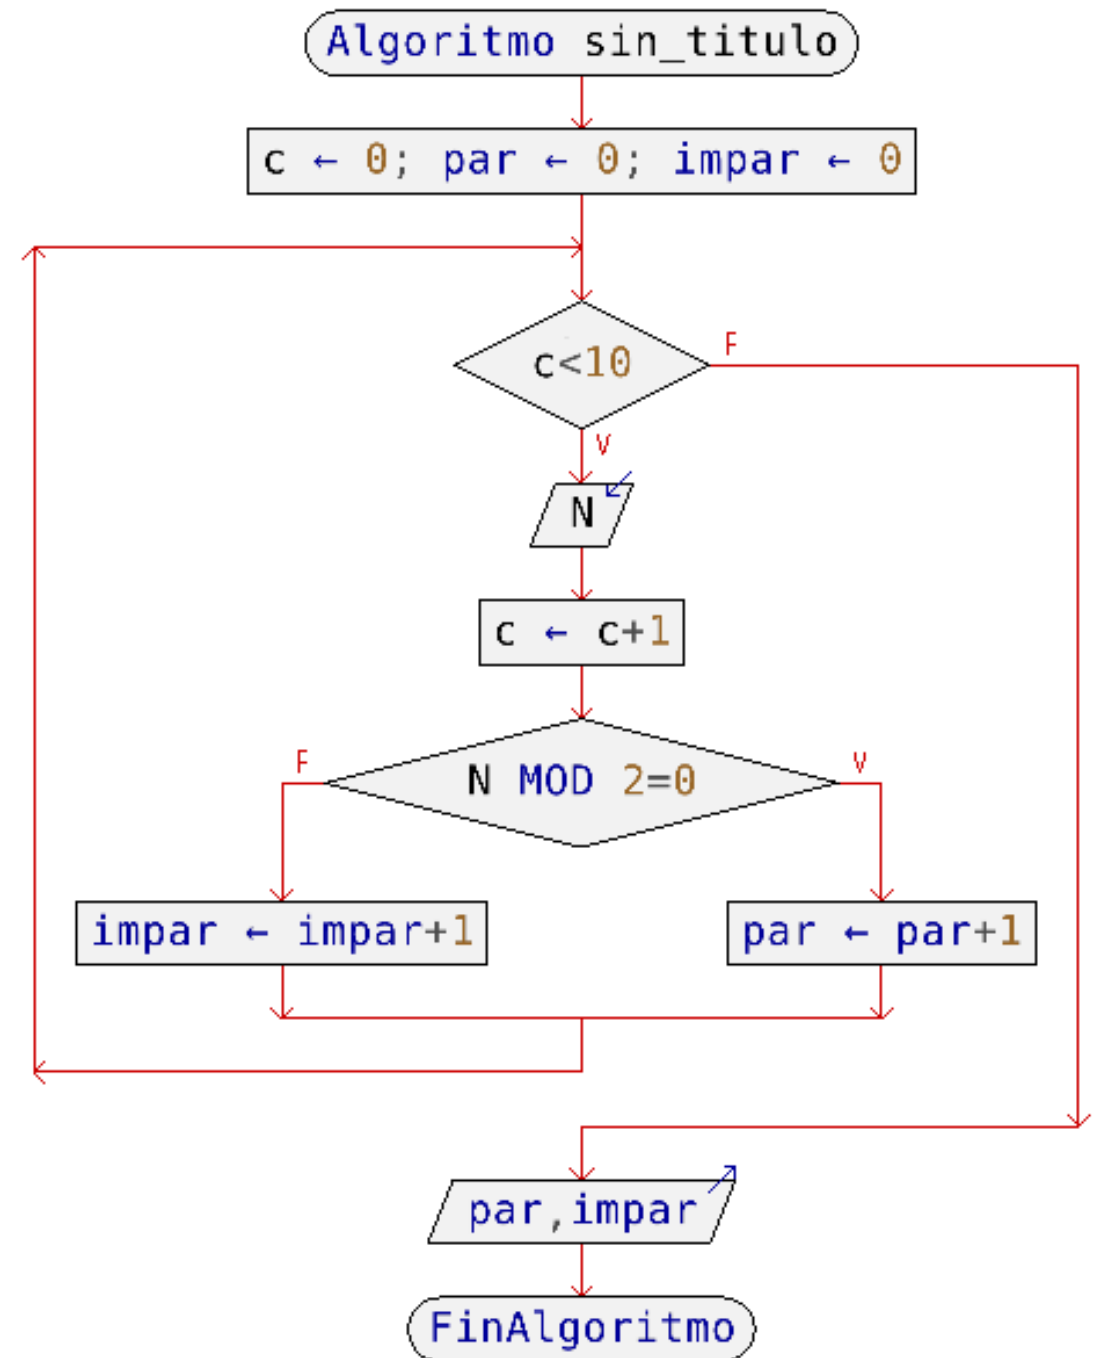 Algoritmo sin_titulo
c ← 0; par ← 0; impar ← 0
c<10
F
V
N
c ← c+1
F
N MOD 2=0
V
impar ← impar+1
par ← par+1
par,impar
FinAlgoritmo